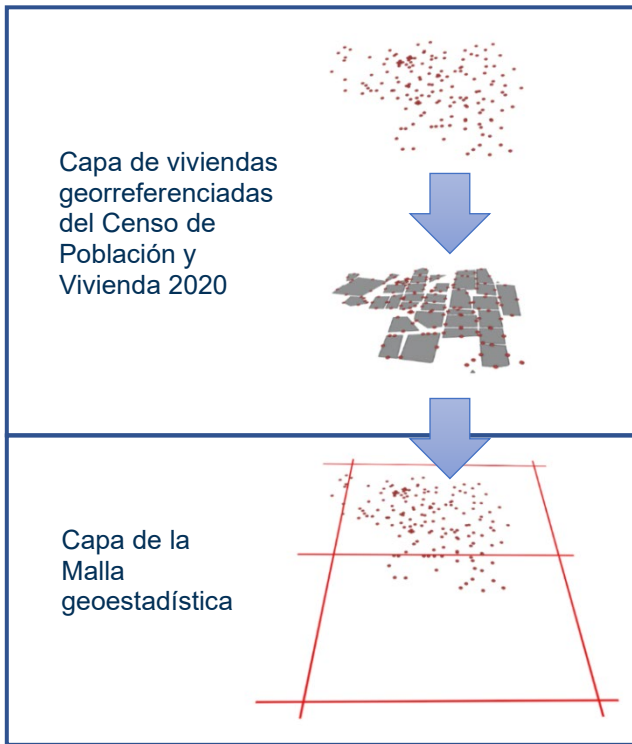 Capa de viviendas
georreferenciadas
del Censo de
Población y
Vivienda 2020
Capa de la
Malla
geoestadística